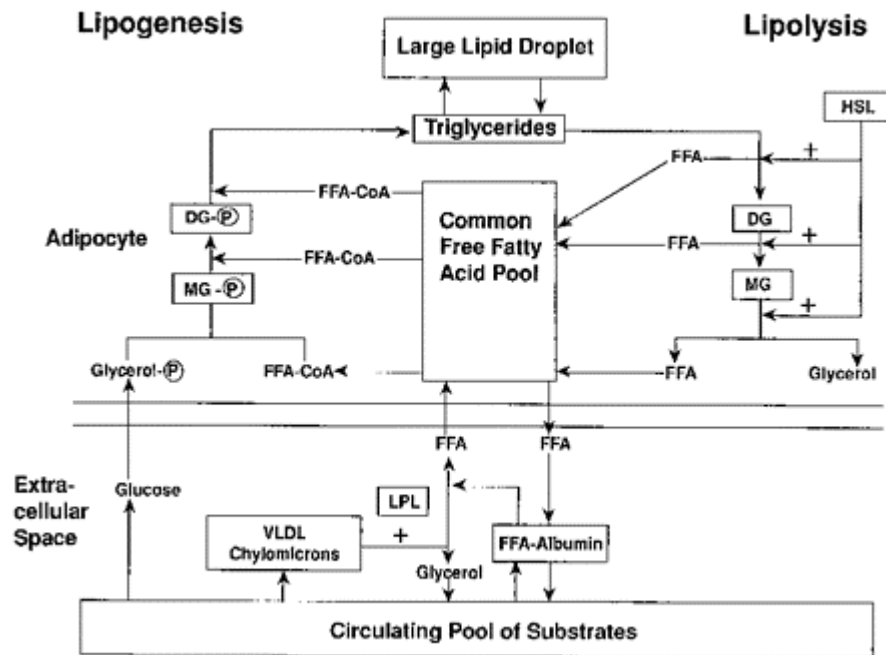 Lipogenesis
Lipolysis
Large Lipid Droplet
HSL
Triglycerides
+
FFA
FFA-CoA
DG-Ⓟ
Common
Free Fatty
Acid Pool
DG
Adipocyte
FFA-CoA
FFA
+
MG-Ⓟ
MG
+
Glycerol-Ⓟ
FFA-CoA
FFA
Glycerol
FFA
FFA
Extra-
cellular
Space
Glucose
LPL
VLDL
Chylomicrons
+
FFA-Albumin
Glycerol
Circulating Pool of Substrates